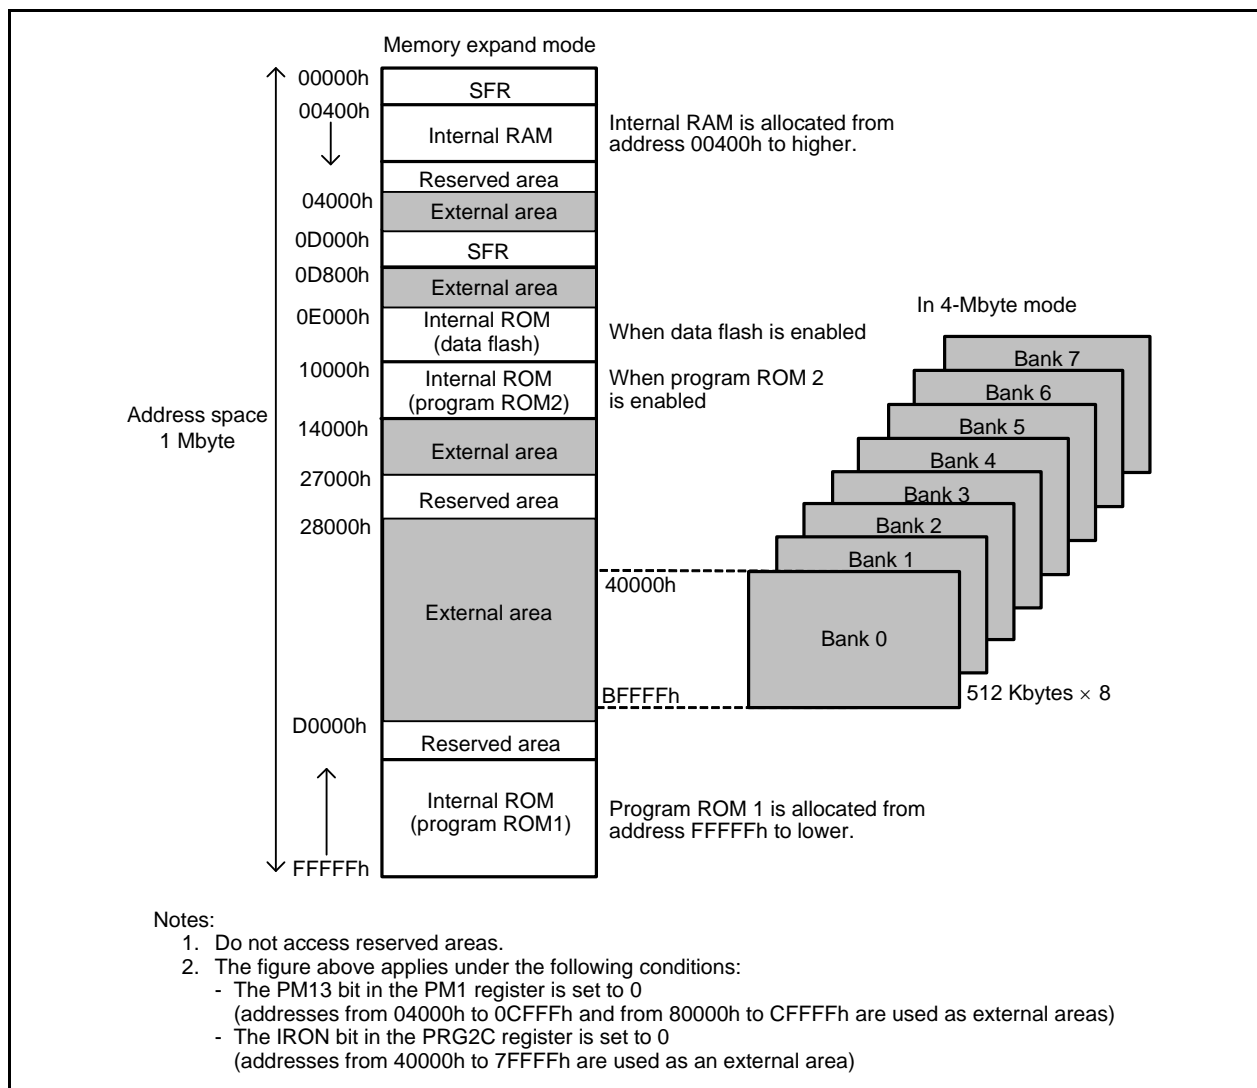 Memory expand mode
00000h
SFR
00400h
Internal RAM
Internal RAM is allocated from
address 00400h to higher.
Reserved area
04000h
External area
0D000h
SFR
0D800h
External area
0E000h
Internal ROM
(data flash)
When data flash is enabled
10000h
Internal ROM
(program ROM2)
When program ROM 2
is enabled
Address space
1 Mbyte
14000h
External area
27000h
Reserved area
28000h
External area
In 4-Mbyte mode
Bank 7
Bank 6
Bank 5
Bank 4
Bank 3
Bank 2
Bank 1
40000h
Bank 0
BFFFFh
512 Kbytes × 8
D0000h
Reserved area
Internal ROM
(program ROM1)
Program ROM 1 is allocated from
address FFFFFh to lower.
FFFFFh
Notes:
1. Do not access reserved areas.
2. The figure above applies under the following conditions:
- The PM13 bit in the PM1 register is set to 0
(addresses from 04000h to 0CFFFh and from 80000h to CFFFFh are used as external areas)
- The IRON bit in the PRG2C register is set to 0
(addresses from 40000h to 7FFFFh are used as an external area)